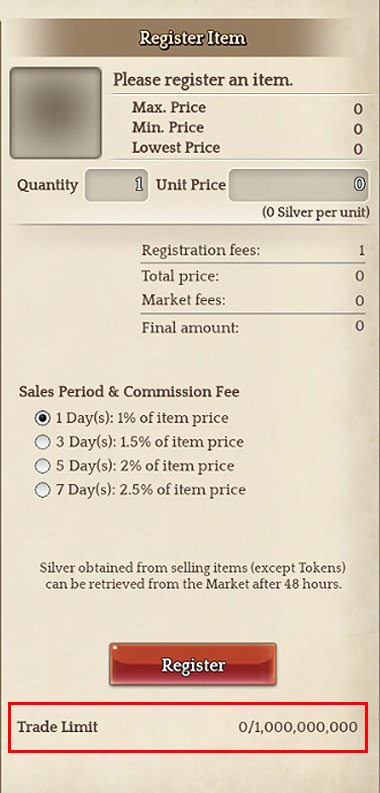 Register Item
Please register an item.
Max. Price 0
Min. Price 0
Lowest Price 0
Quantity 1 Unit Price 0
(0 Silver per unit)
Registration fees: 1
Total price: 0
Market fees: 0
Final amount: 0
Sales Period & Commission Fee
1 Day(s): 1% of item price
3 Day(s): 1.5% of item price
5 Day(s): 2% of item price
7 Day(s): 2.5% of item price
Silver obtained from selling items (except Tokens)
can be retrieved from the Market after 48 hours.
Register
Trade Limit 0/1,000,000,000